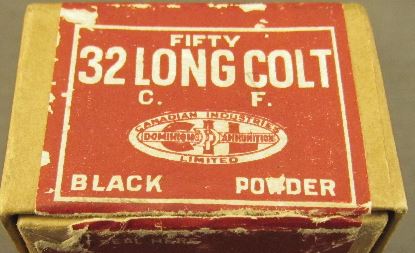 FIFTY
32 LONG COLT
C. F.
CANADIAN INDUSTRIES
DOMINION AMMUNITION
LIMITED
BLACK POWDER